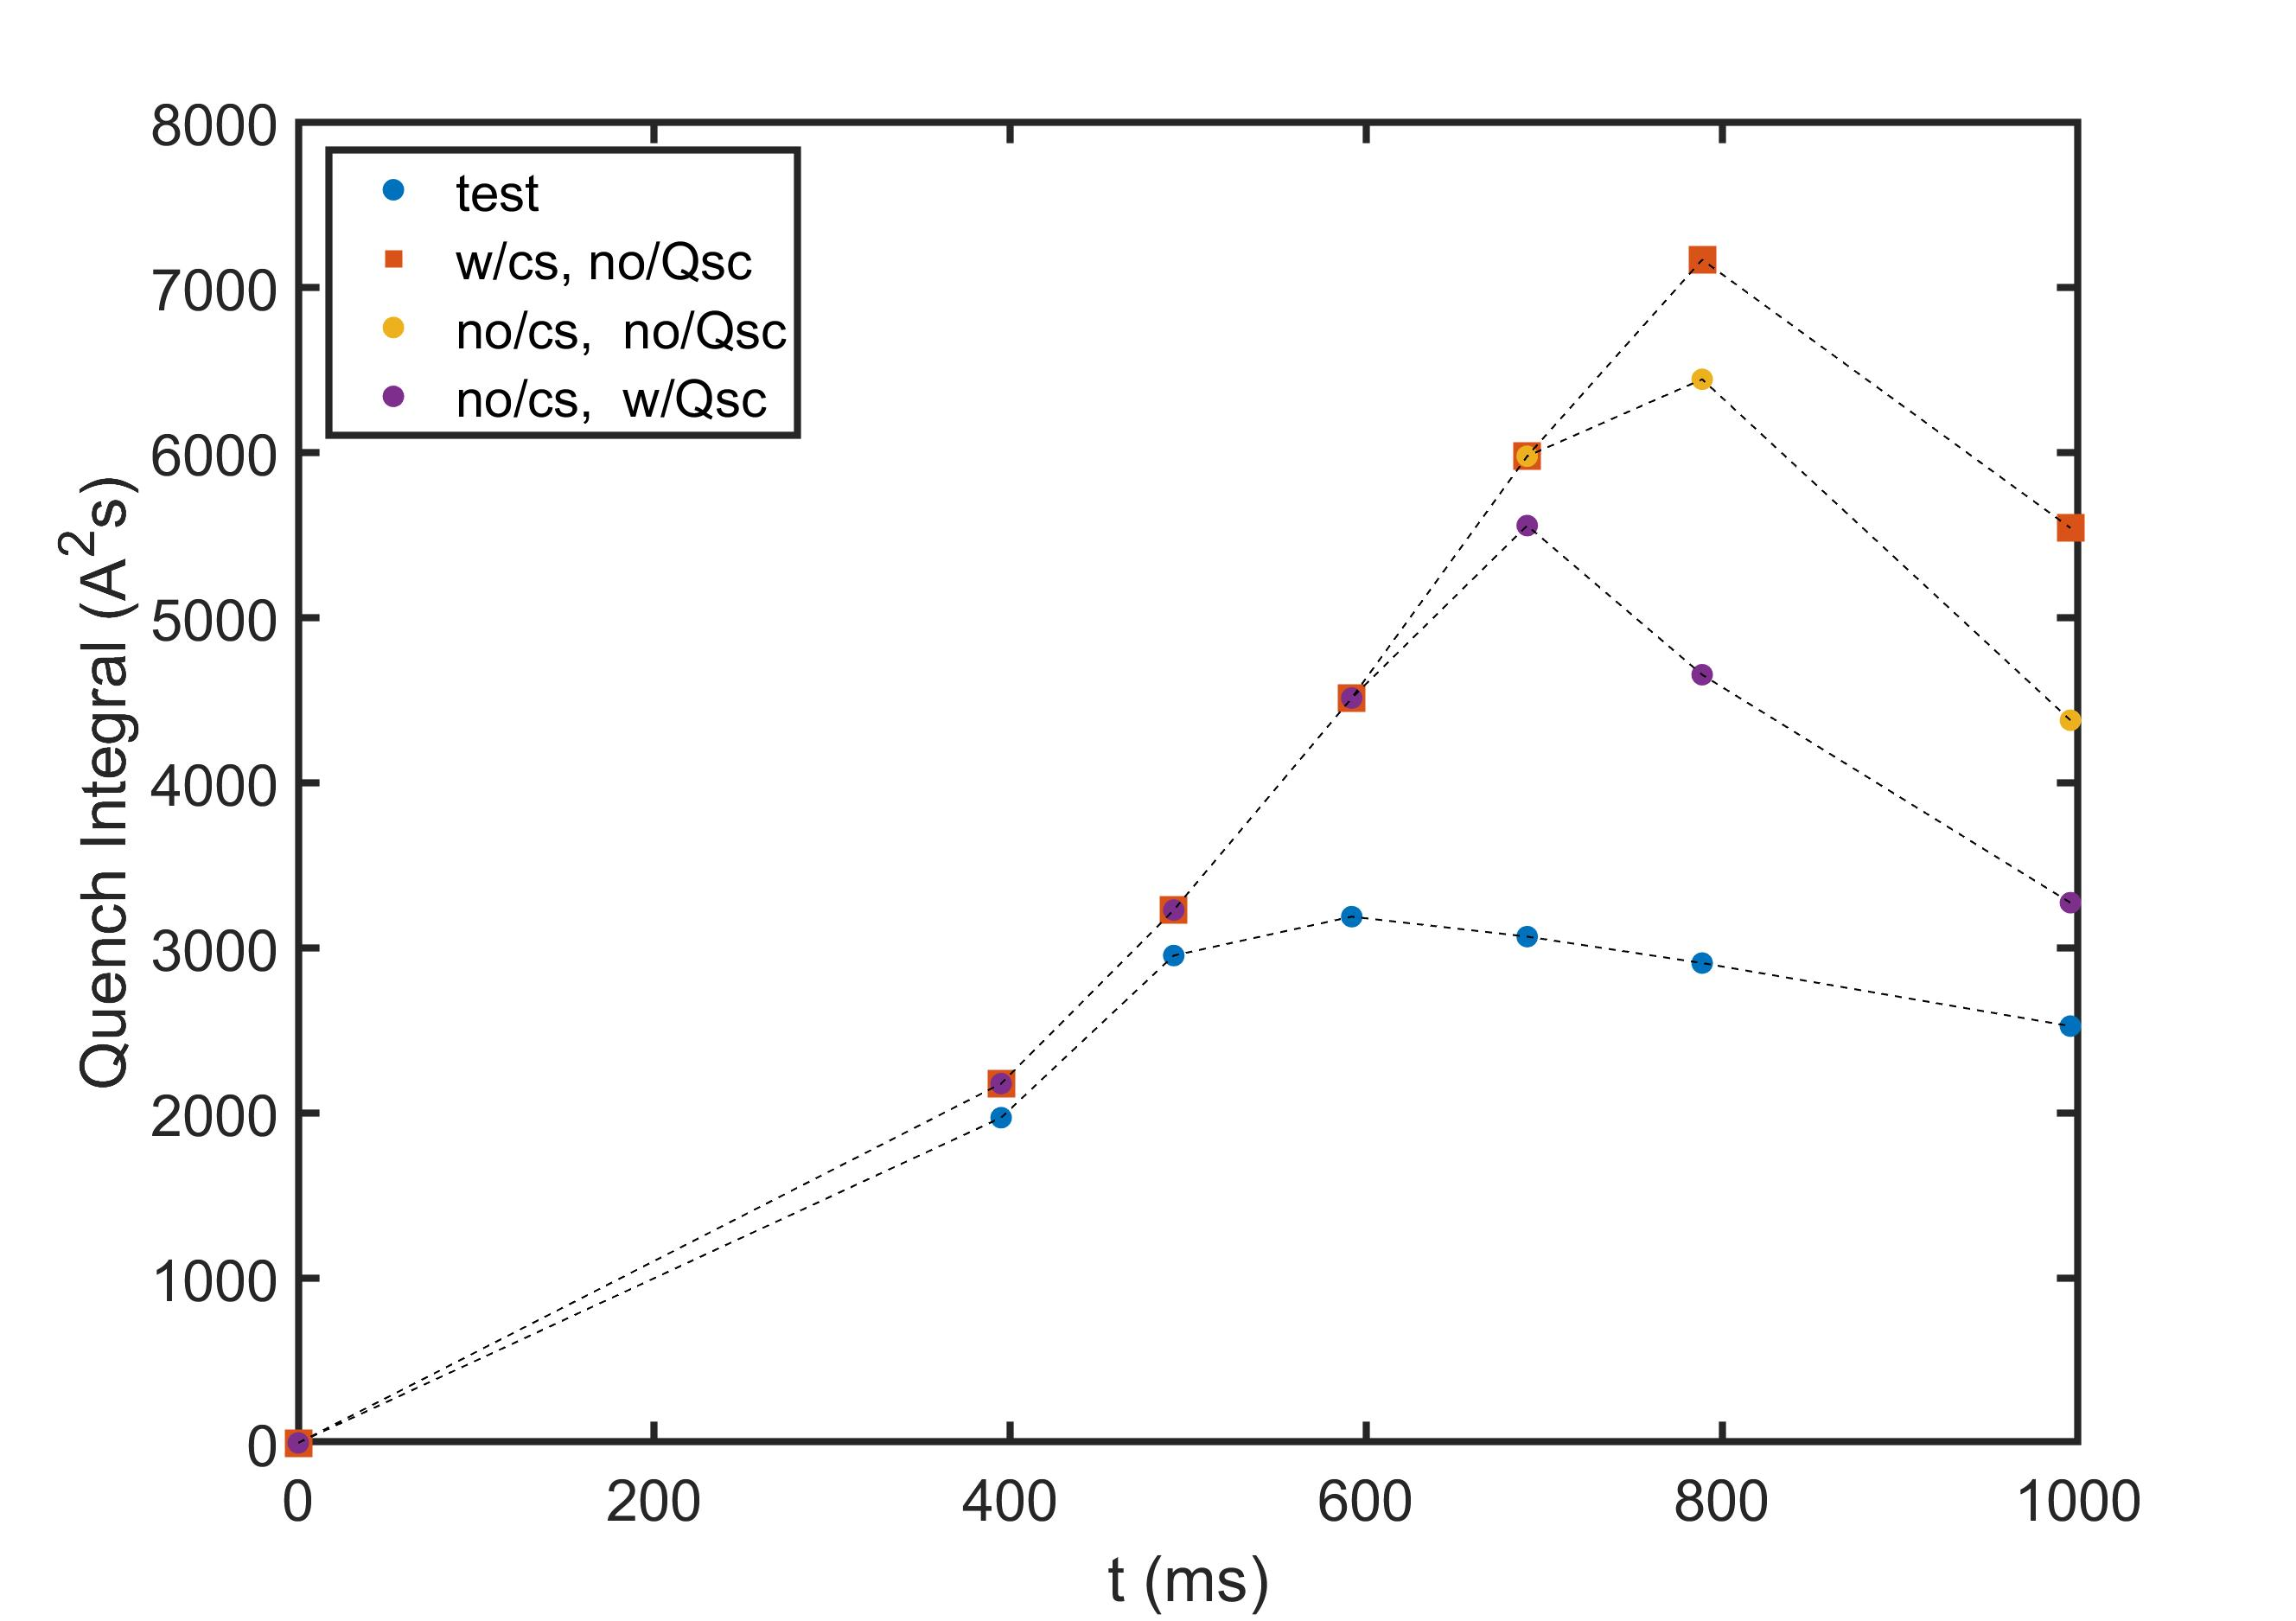 8000
7000
6000
5000
4000
3000
2000
1000
0
Quench Integral (A²s)
test
w/cs, no/Qsc
no/cs, no/Qsc
no/cs, w/Qsc
0 200 400 600 800 1000
t (ms)